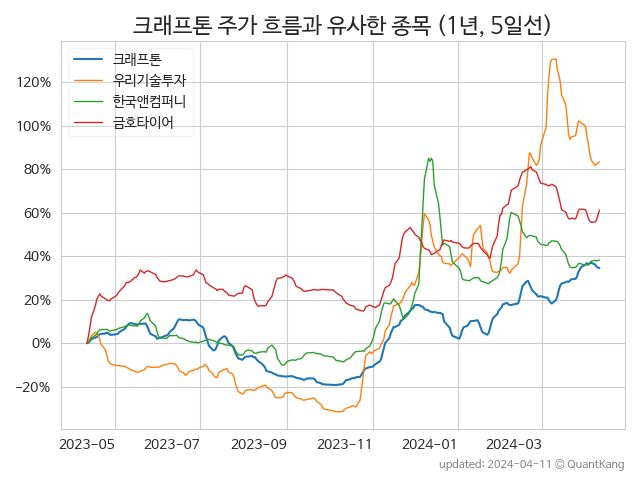 크래프톤 주가 흐름과 유사한 종목 (1년, 5일선)
크래프톤
우리기술투자
한국앤컴퍼니
금호타이어
120%
100%
80%
60%
40%
20%
0%
−20%
2023−05
2023−07
2023−09
2023−11
2024−01
2024−03
updated: 2024-04-11 © QuantKang